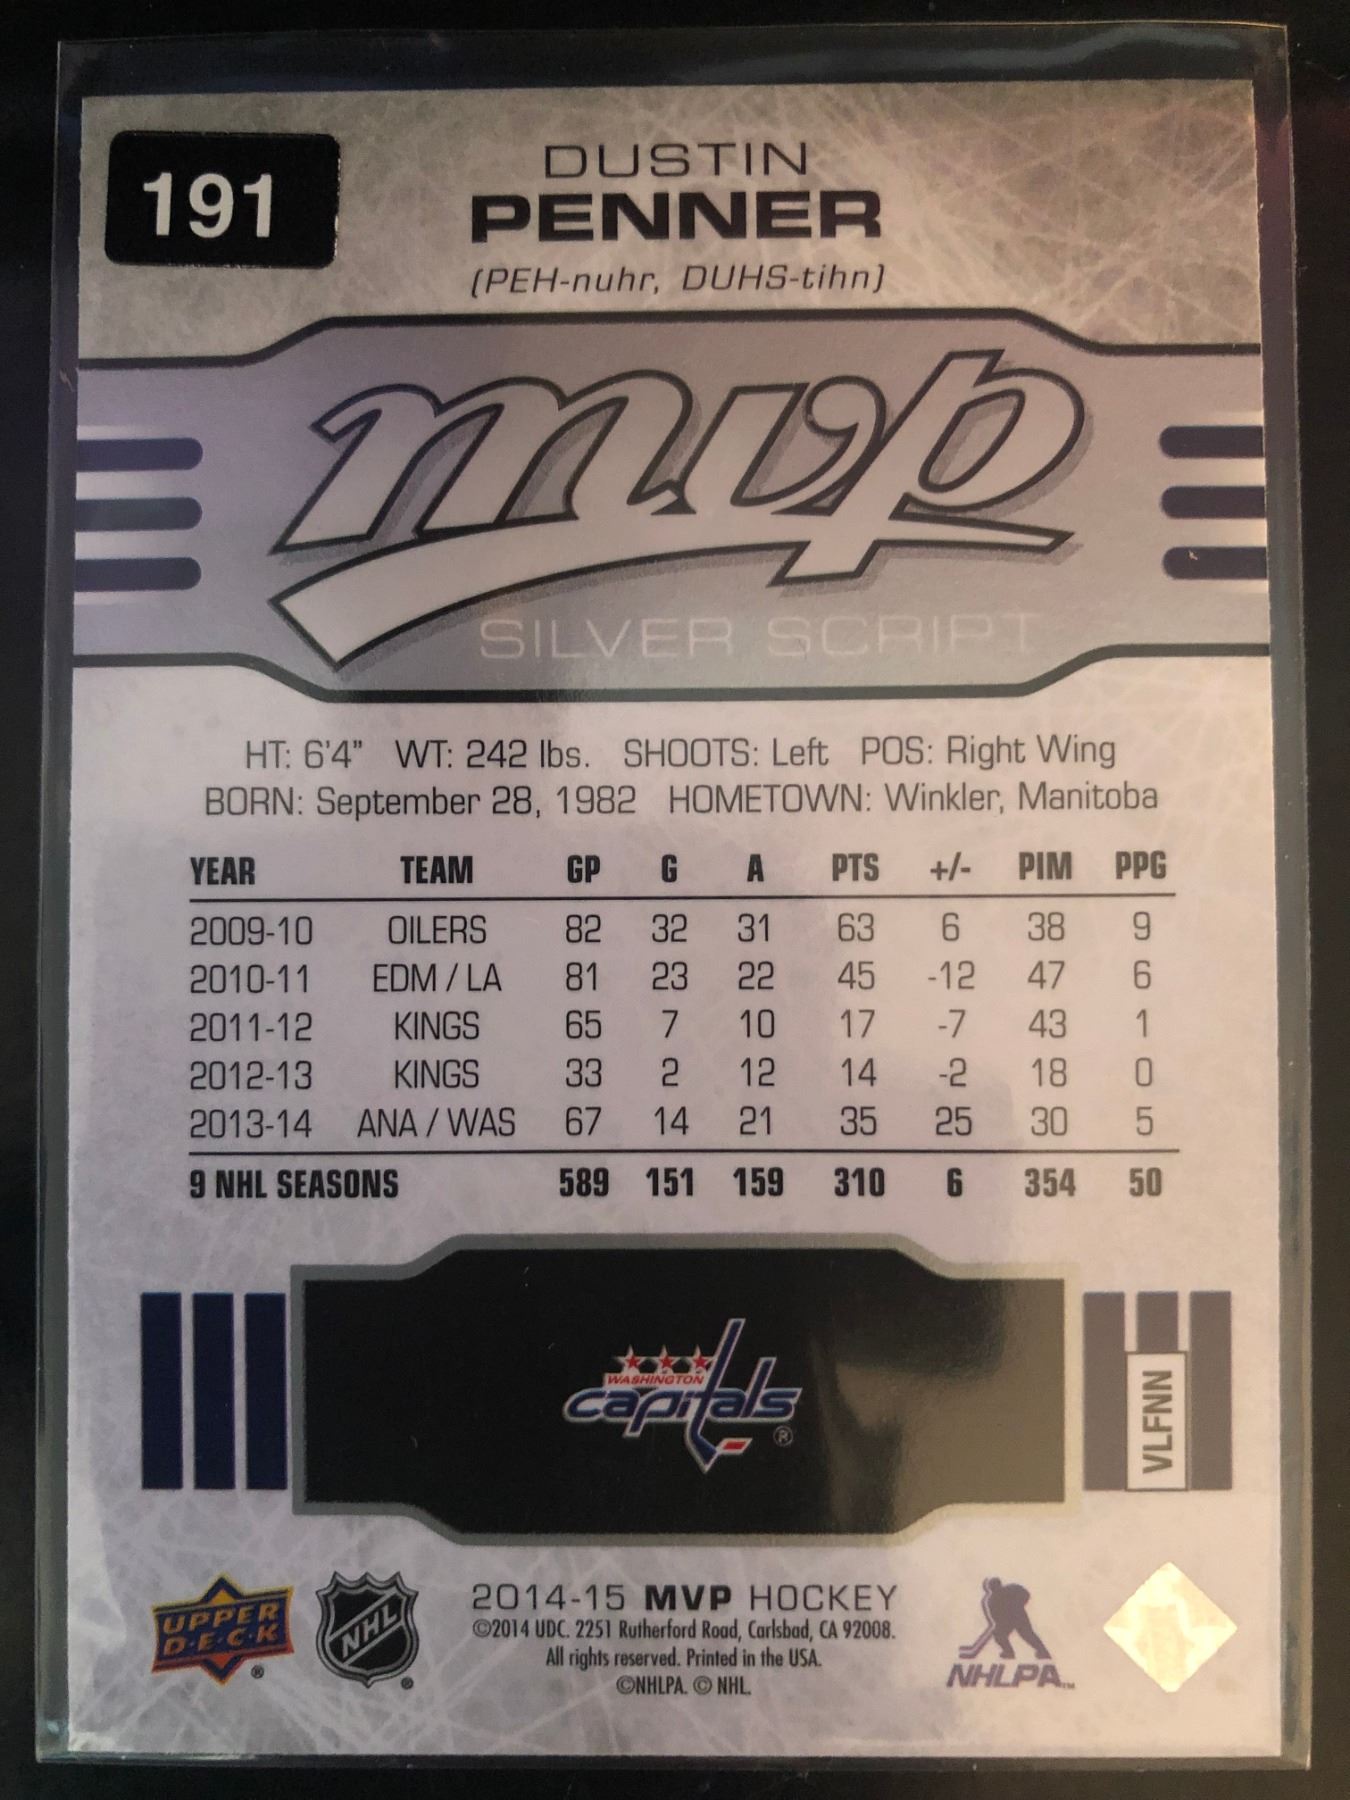 191
DUSTIN
PENNER
(PEH-nuhr, DUHS-tihn)
mvp
SILVER SCRIPT
HT: 6'4" WT: 242 lbs. SHOOTS: Left POS: Right Wing
BORN: September 28, 1982 HOMETOWN: Winkler, Manitoba
YEAR TEAM GP G A PTS +/- PIM PPG
2009-10 OILERS 82 32 31 63 6 38 9
2010-11 EDM / LA 81 23 22 45 -12 47 6
2011-12 KINGS 65 7 10 17 -7 43 1
2012-13 KINGS 33 2 12 14 -2 18 0
2013-14 ANA / WAS 67 14 21 35 25 30 5
9 NHL SEASONS 589 151 159 310 6 354 50
WASHINGTON
capitals ®
VLFNN
UPPER
D·E·C·K ®
NHL ®
2014-15 MVP HOCKEY
©2014 UDC. 2251 Rutherford Road, Carlsbad, CA 92008.
All rights reserved. Printed in the USA.
©NHLPA. © NHL.
NHLPA™